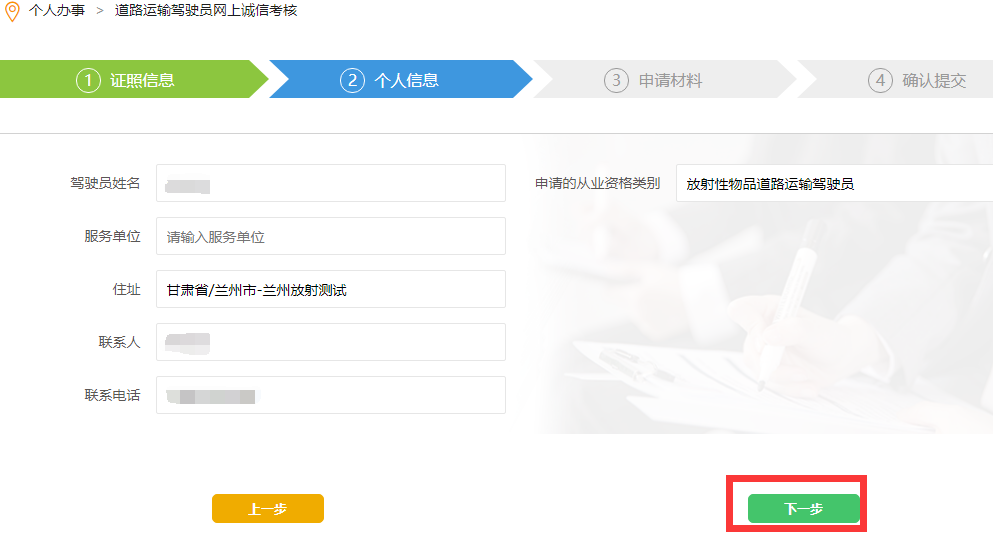 个人办事 > 道路运输驾驶员网上诚信考核
1 证照信息 2 个人信息 3 申请材料 4 确认提交
驾驶员姓名 申请的从业资格类别 放射性物品道路运输驾驶员
服务单位 请输入服务单位
住址 甘肃省/兰州市-兰州放射测试
联系人
联系电话
上一步 下一步